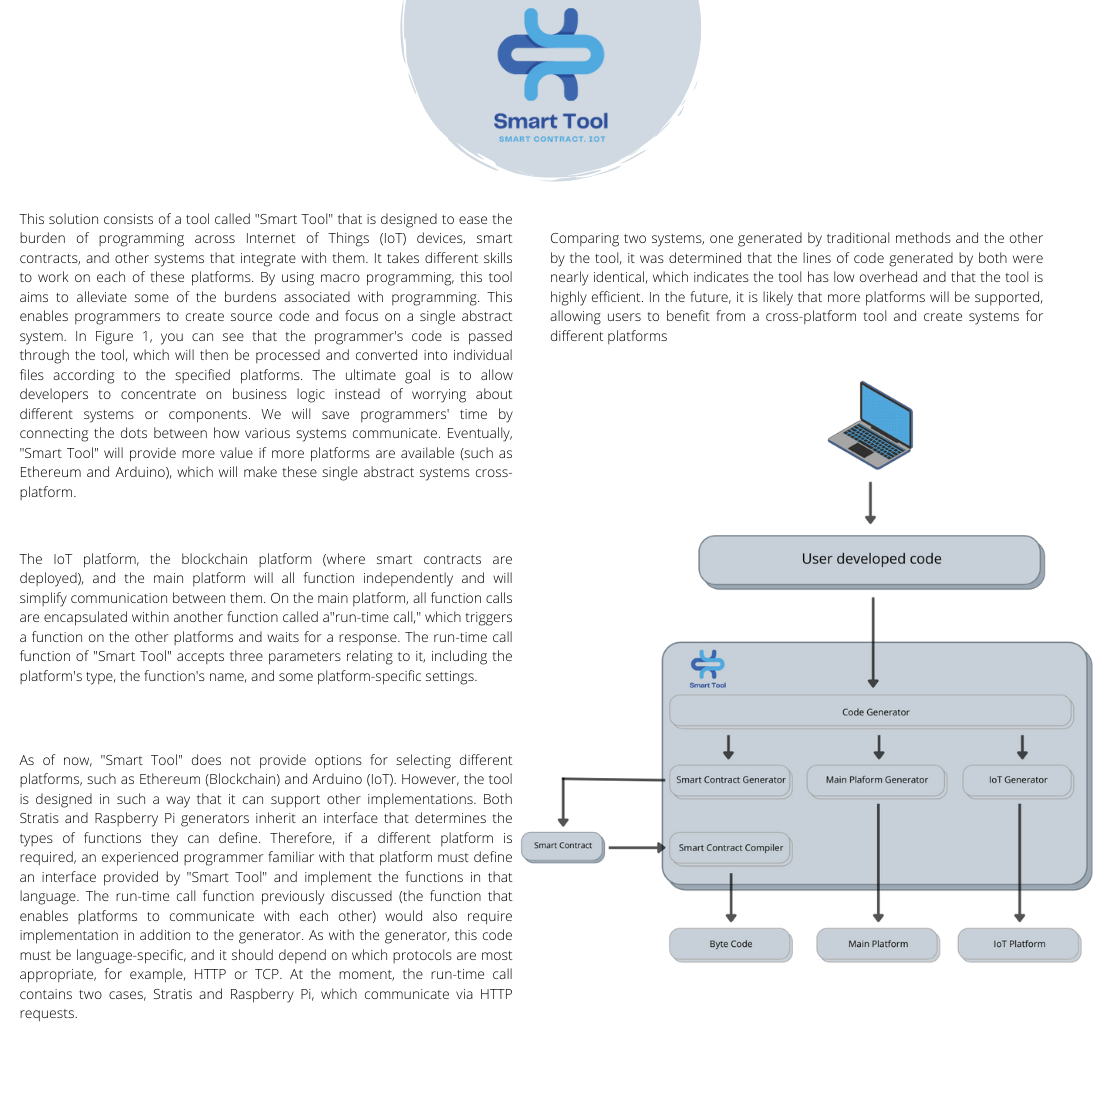 Smart Tool
SMART CONTRACT. IOT
This solution consists of a tool called "Smart Tool" that is designed to ease the
burden of programming across Internet of Things (IoT) devices, smart
contracts, and other systems that integrate with them. It takes different skills
to work on each of these platforms. By using macro programming, this tool
aims to alleviate some of the burdens associated with programming. This
enables programmers to create source code and focus on a single abstract
system. In Figure 1, you can see that the programmer's code is passed
through the tool, which will then be processed and converted into individual
files according to the specified platforms. The ultimate goal is to allow
developers to concentrate on business logic instead of worrying about
different systems or components. We will save programmers' time by
connecting the dots between how various systems communicate. Eventually,
"Smart Tool" will provide more value if more platforms are available (such as
Ethereum and Arduino), which will make these single abstract systems cross-
platform.
The IoT platform, the blockchain platform (where smart contracts are
deployed), and the main platform will all function independently and will
simplify communication between them. On the main platform, all function calls
are encapsulated within another function called a"run-time call," which triggers
a function on the other platforms and waits for a response. The run-time call
function of "Smart Tool" accepts three parameters relating to it, including the
platform's type, the function's name, and some platform-specific settings.
As of now, "Smart Tool" does not provide options for selecting different
platforms, such as Ethereum (Blockchain) and Arduino (IoT). However, the tool
is designed in such a way that it can support other implementations. Both
Stratis and Raspberry Pi generators inherit an interface that determines the
types of functions they can define. Therefore, if a different platform is
required, an experienced programmer familiar with that platform must define
an interface provided by "Smart Tool" and implement the functions in that
language. The run-time call function previously discussed (the function that
enables platforms to communicate with each other) would also require
implementation in addition to the generator. As with the generator, this code
must be language-specific, and it should depend on which protocols are most
appropriate, for example, HTTP or TCP. At the moment, the run-time call
contains two cases, Stratis and Raspberry Pi, which communicate via HTTP
requests.
Comparing two systems, one generated by traditional methods and the other
by the tool, it was determined that the lines of code generated by both were
nearly identical, which indicates the tool has low overhead and that the tool is
highly efficient. In the future, it is likely that more platforms will be supported,
allowing users to benefit from a cross-platform tool and create systems for
different platforms
User developed code
Smart Tool
Code Generator
Smart Contract Generator
Main Plaform Generator
IoT Generator
Smart Contract
Smart Contract Compiler
Byte Code
Main Platform
IoT Platform